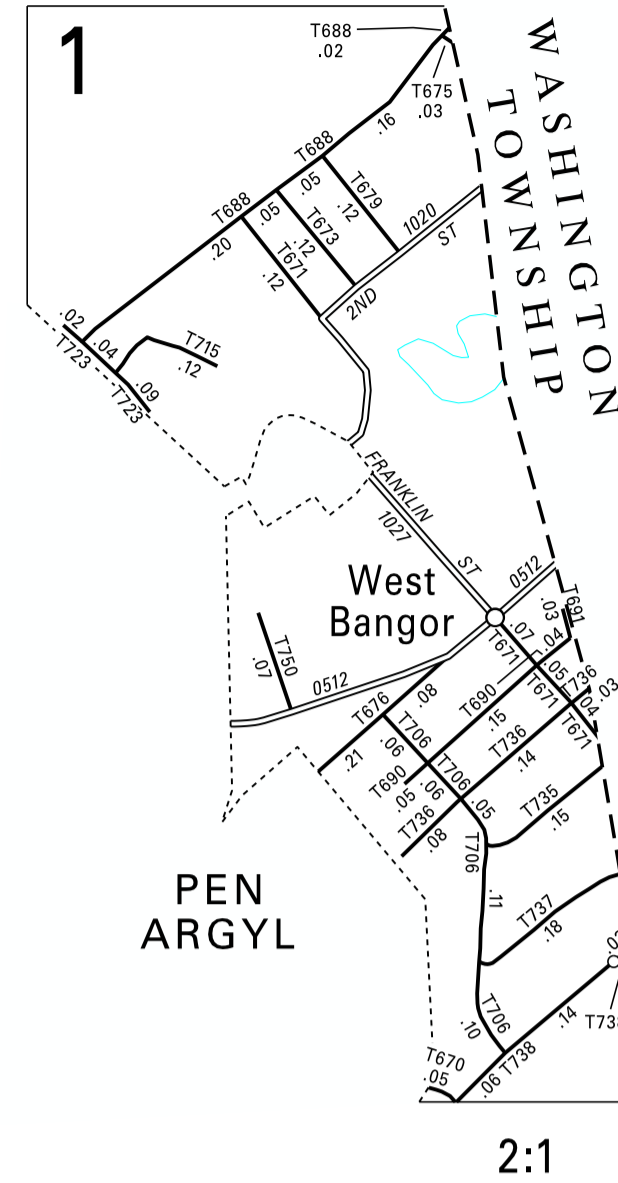 1
T688
.02
T675
.03
WASHINGTON
TOWNSHIP
.16
T688
.05
T679
.12
T688
.05
T673
.12
.20
T671
.12
1020
2ND ST
.02
T723
.04
T715
.12
.09
T723
FRANKLIN ST
1027
West
Bangor
0512
T691
.03
.07
T671
.04
.05
T736
.03
T671
.04
T671
T750
.07
0512
T676
.08
T690
.15
T706
.06
T736
.14
.21
T690
.05
.06
T706
.05
T735
.15
T736
.08
T706
PEN
ARGYL
.11
T737
.18
T706
.10
.14
T738
T670
.05
.06
2:1